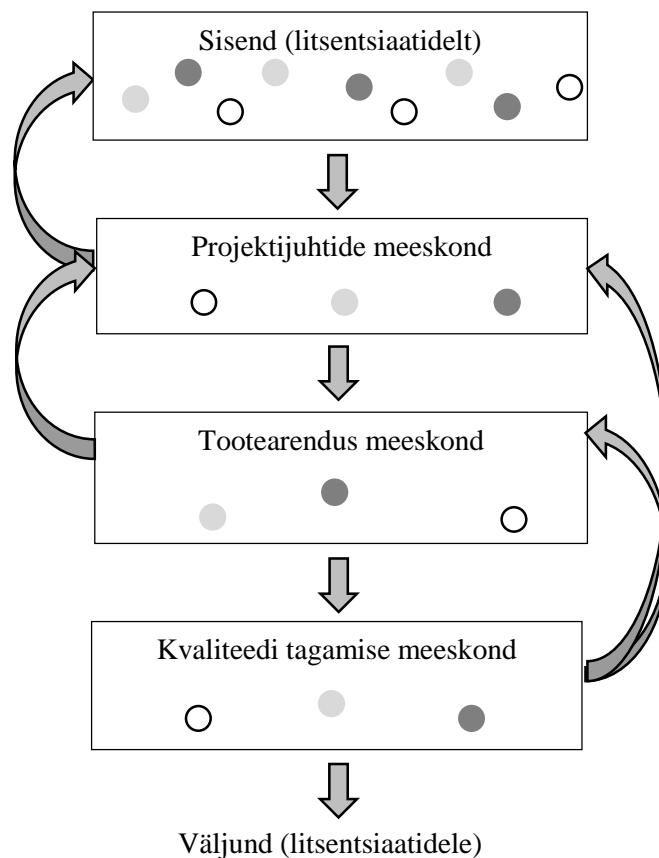 Sisend (litsentsiaatidelt)
Projektijuhtide meeskond
Tootearendus meeskond
Kvaliteedi tagamise meeskond
Väljund (litsentsiaatidele)